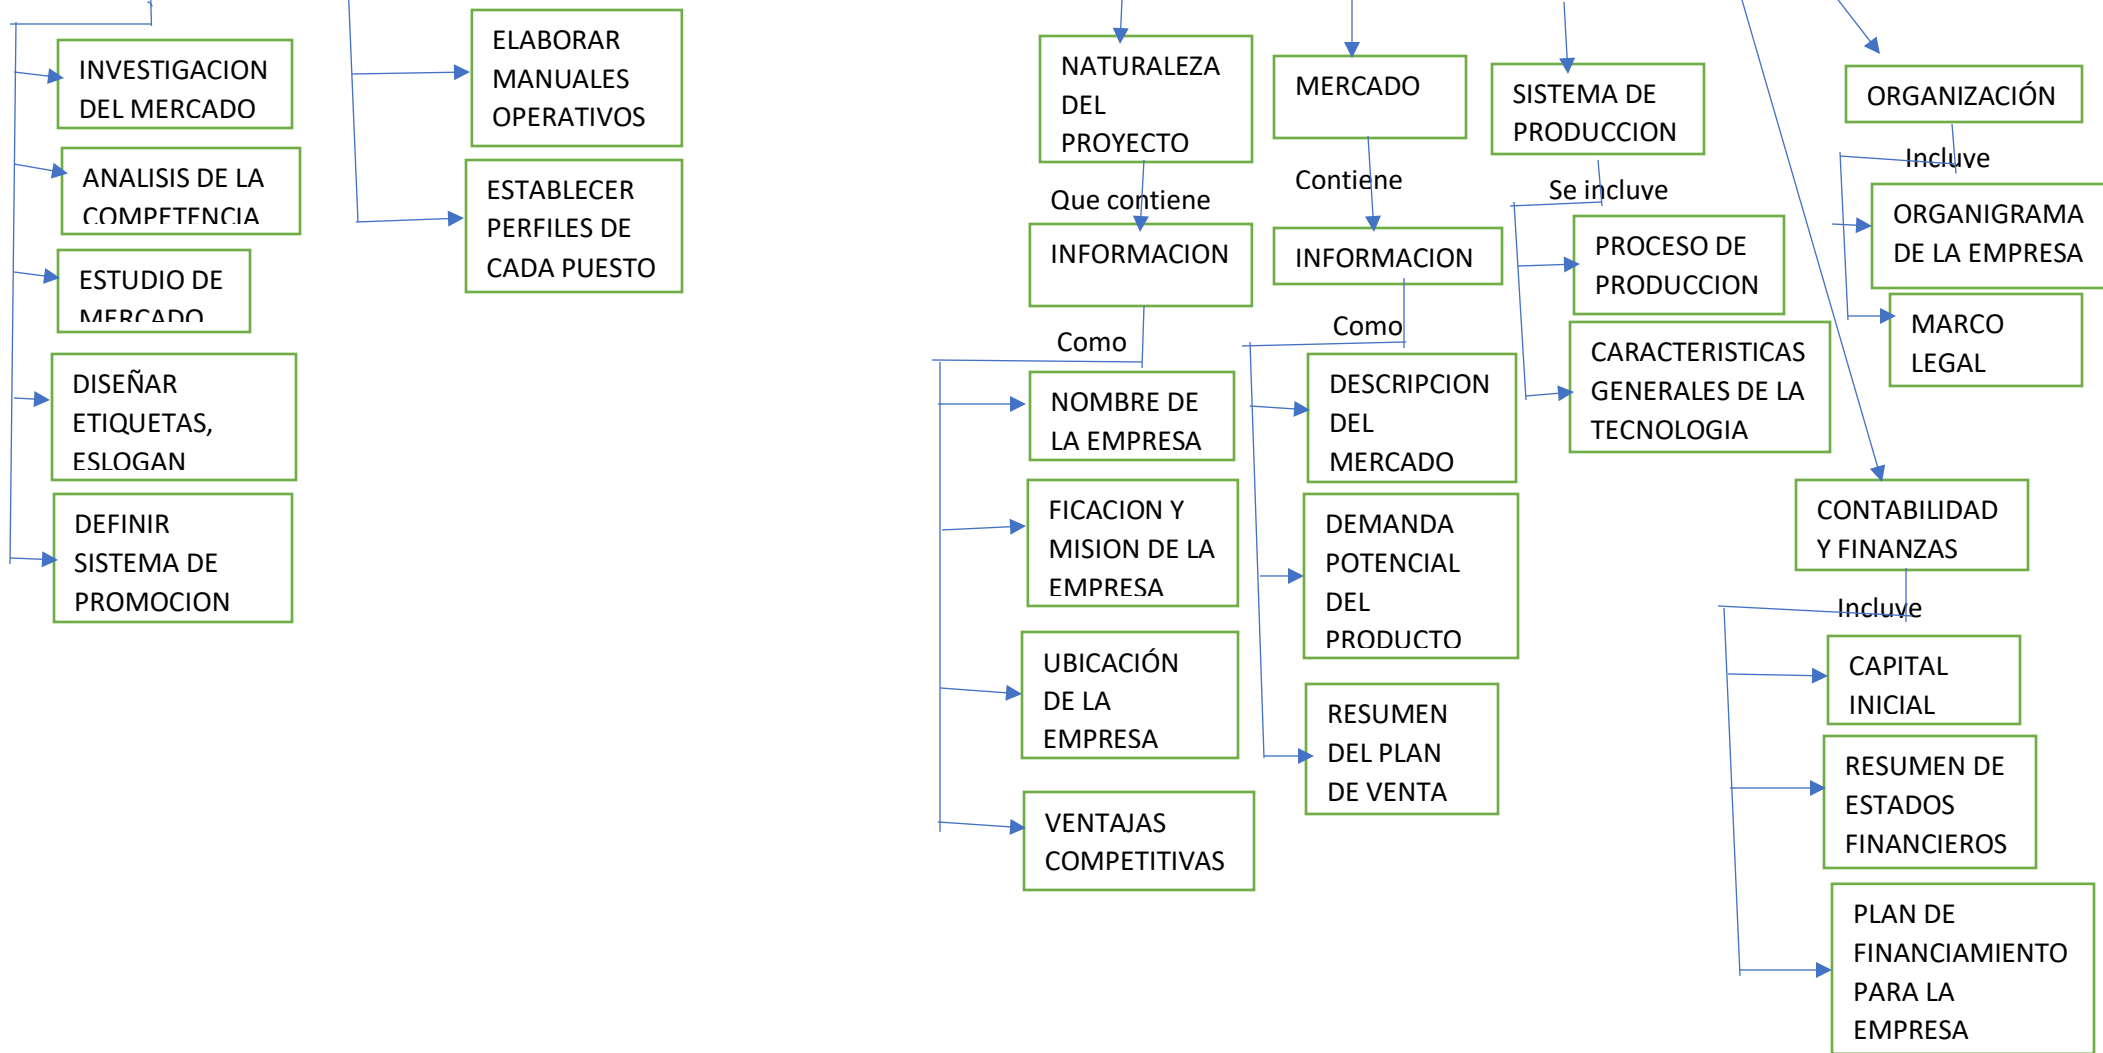 INVESTIGACION
DEL MERCADO
ANALISIS DE LA
COMPETENCIA
ESTUDIO DE
MERCADO
DISEÑAR
ETIQUETAS,
ESLOGAN
DEFINIR
SISTEMA DE
PROMOCION
ELABORAR
MANUALES
OPERATIVOS
ESTABLECER
PERFILES DE
CADA PUESTO
NATURALEZA
DEL
PROYECTO
Que contiene
INFORMACION
Como
NOMBRE DE
LA EMPRESA
FICACION Y
MISION DE LA
EMPRESA
UBICACIÓN
DE LA
EMPRESA
VENTAJAS
COMPETITIVAS
MERCADO
Contiene
INFORMACION
Como
DESCRIPCION
DEL
MERCADO
DEMANDA
POTENCIAL
DEL
PRODUCTO
RESUMEN
DEL PLAN
DE VENTA
SISTEMA DE
PRODUCCION
Se incluye
PROCESO DE
PRODUCCION
CARACTERISTICAS
GENERALES DE LA
TECNOLOGIA
ORGANIZACIÓN
Incluye
ORGANIGRAMA
DE LA EMPRESA
MARCO
LEGAL
CONTABILIDAD
Y FINANZAS
Incluye
CAPITAL
INICIAL
RESUMEN DE
ESTADOS
FINANCIEROS
PLAN DE
FINANCIAMIENTO
PARA LA
EMPRESA